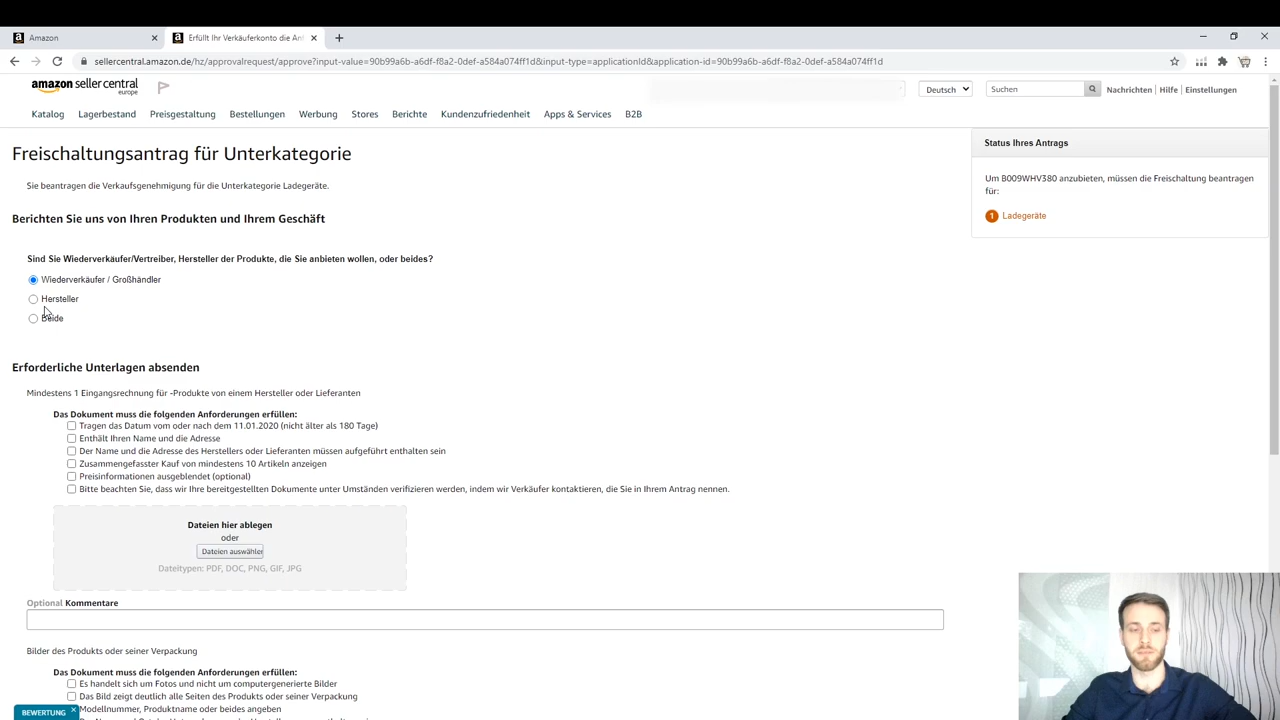 Amazon
Erfüllt Ihr Verkäuferkonto die An
sellercentral.amazon.de/hz/approvalrequest/approve?input-value=90b99a6b-a6df-f8a2-0def-a584a074ff1d&input-type=applicationId&application-id=90b99a6b-a6df-f8a2-0def-a584a074ff1d
amazon seller central
europe
Deutsch
Suchen
Nachrichten | Hilfe | Einstellungen
Katalog Lagerbestand Preisgestaltung Bestellungen Werbung Stores Berichte Kundenzufriedenheit Apps & Services B2B
Freischaltungsantrag für Unterkategorie
Sie beantragen die Verkaufsgenehmigung für die Unterkategorie Ladegeräte.
Berichten Sie uns von Ihren Produkten und Ihrem Geschäft
Sind Sie Wiederverkäufer/Vertreiber, Hersteller der Produkte, die Sie anbieten wollen, oder beides?
Wiederverkäufer / Großhändler
Hersteller
Beide
Erforderliche Unterlagen absenden
Mindestens 1 Eingangsrechnung für -Produkte von einem Hersteller oder Lieferanten
Das Dokument muss die folgenden Anforderungen erfüllen:
Tragen das Datum vom oder nach dem 11.01.2020 (nicht älter als 180 Tage)
Enthält Ihren Name und die Adresse
Der Name und die Adresse des Herstellers oder Lieferanten müssen aufgeführt enthalten sein
Zusammengefasster Kauf von mindestens 10 Artikeln anzeigen
Preisinformationen ausgeblendet (optional)
Bitte beachten Sie, dass wir Ihre bereitgestellten Dokumente unter Umständen verifizieren werden, indem wir Verkäufer kontaktieren, die Sie in Ihrem Antrag nennen.
Dateien hier ablegen
oder
Dateien auswählen
Dateitypen: PDF, DOC, PNG, GIF, JPG
Optional Kommentare
Bilder des Produkts oder seiner Verpackung
Das Dokument muss die folgenden Anforderungen erfüllen:
Es handelt sich um Fotos und nicht um computergenerierte Bilder
Das Bild zeigt deutlich alle Seiten des Produkts oder seiner Verpackung
Modellnummer, Produktname oder beides angeben
BEWERTUNG
Status Ihres Antrags
Um B009WHV380 anzubieten, müssen die Freischaltung beantragen
für:
1 Ladegeräte